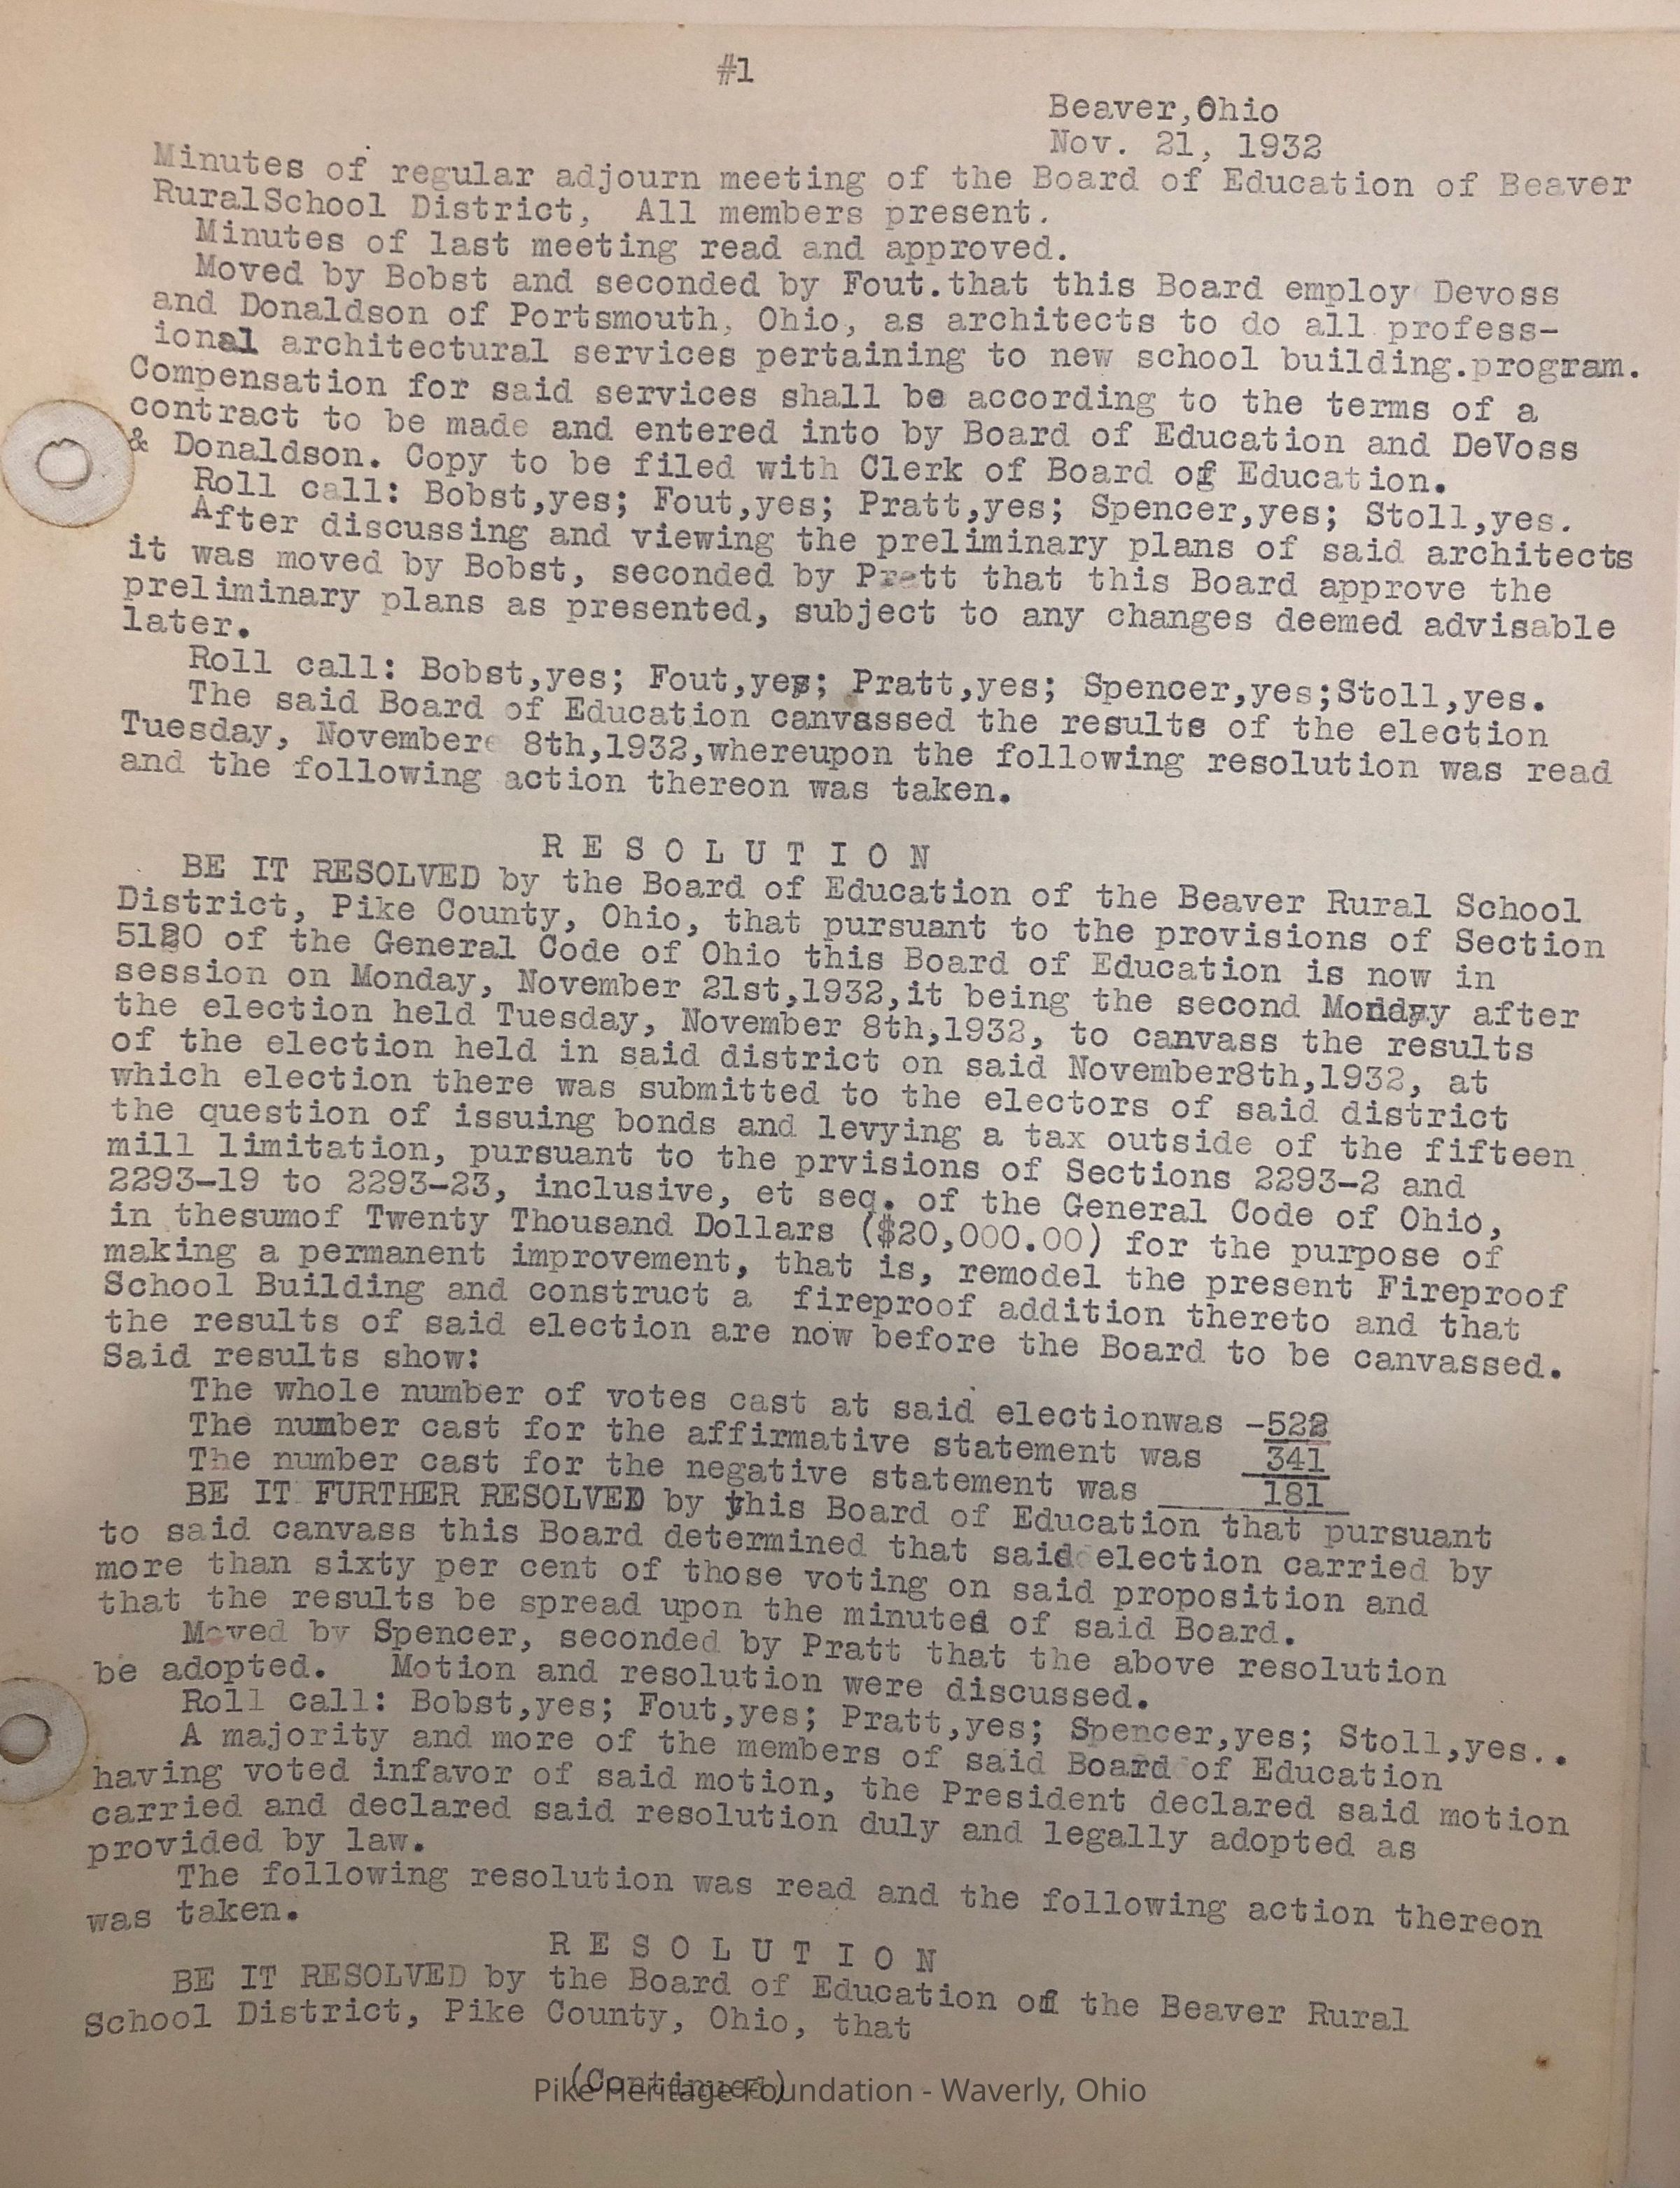 #1
Beaver,Ohio
Nov. 21, 1932
Minutes of regular adjourn meeting of the Board of Education of Beaver
RuralSchool District, All members present.
Minutes of last meeting read and approved.
Moved by Bobst and seconded by Fout.that this Board employ Devoss
and Donaldson of Portsmouth, Ohio, as architects to do all profess-
ional architectural services pertaining to new school building.program.
Compensation for said services shall be according to the terms of a
contract to be made and entered into by Board of Education and DeVoss
& Donaldson. Copy to be filed with Clerk of Board of Education.
Roll call: Bobst,yes; Fout,yes; Pratt,yes; Spencer,yes; Stoll,yes.
After discussing and viewing the preliminary plans of said architects
it was moved by Bobst, seconded by Pratt that this Board approve the
preliminary plans as presented, subject to any changes deemed advisable
later.
Roll call: Bobst,yes; Fout,yes; Pratt,yes; Spencer,yes;Stoll,yes.
The said Board of Education canvassed the results of the election
Tuesday, November 8th,1932,whereupon the following resolution was read
and the following action thereon was taken.
R E S O L U T I O N
BE IT RESOLVED by the Board of Education of the Beaver Rural School
District, Pike County, Ohio, that pursuant to the provisions of Section
5120 of the General Code of Ohio this Board of Education is now in
session on Monday, November 21st,1932,it being the second Monday after
the election held Tuesday, November 8th,1932, to canvass the results
of the election held in said district on said November8th,1932, at
which election there was submitted to the electors of said district
the question of issuing bonds and levying a tax outside of the fifteen
mill limitation, pursuant to the prvisions of Sections 2293-2 and
2293-19 to 2293-23, inclusive, et seq. of the General Code of Ohio,
in thesumof Twenty Thousand Dollars ($20,000.00) for the purpose of
making a permanent improvement, that is, remodel the present Fireproof
School Building and construct a fireproof addition thereto and that
the results of said election are now before the Board to be canvassed.
Said results show:
The whole number of votes cast at said electionwas -522
The number cast for the affirmative statement was 341
The number cast for the negative statement was 181
BE IT FURTHER RESOLVED by this Board of Education that pursuant
to said canvass this Board determined that said election carried by
more than sixty per cent of those voting on said proposition and
that the results be spread upon the minutes of said Board.
Moved by Spencer, seconded by Pratt that the above resolution
be adopted. Motion and resolution were discussed.
Roll call: Bobst,yes; Fout,yes; Pratt,yes; Spencer,yes; Stoll,yes..
A majority and more of the members of said Board of Education
having voted infavor of said motion, the President declared said motion
carried and declared said resolution duly and legally adopted as
provided by law.
The following resolution was read and the following action thereon
was taken.
R E S O L U T I O N
BE IT RESOLVED by the Board of Education of the Beaver Rural
School District, Pike County, Ohio, that
(Continued)
Pike Heritage Foundation - Waverly, Ohio